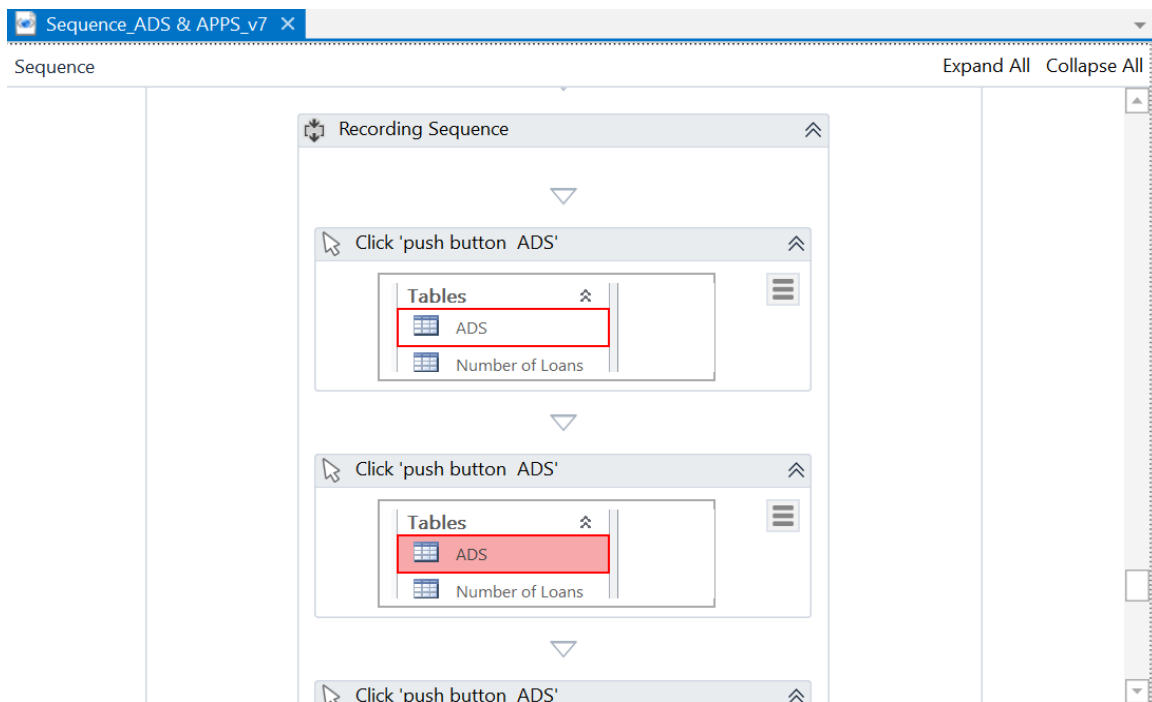 Sequence_ADS & APPS_v7
Sequence Expand All Collapse All
Recording Sequence
Click 'push button ADS'
Tables
ADS
Number of Loans
Click 'push button ADS'
Tables
ADS
Number of Loans
Click 'push button ADS'